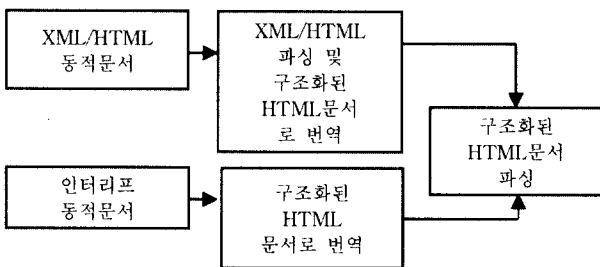 XML/HTML
동적문서
XML/HTML
파싱 및
구조화된
HTML문서
로 번역
구조화된
HTML문서
파싱
인터리프
동적문서
구조화된
HTML
문서로 번역